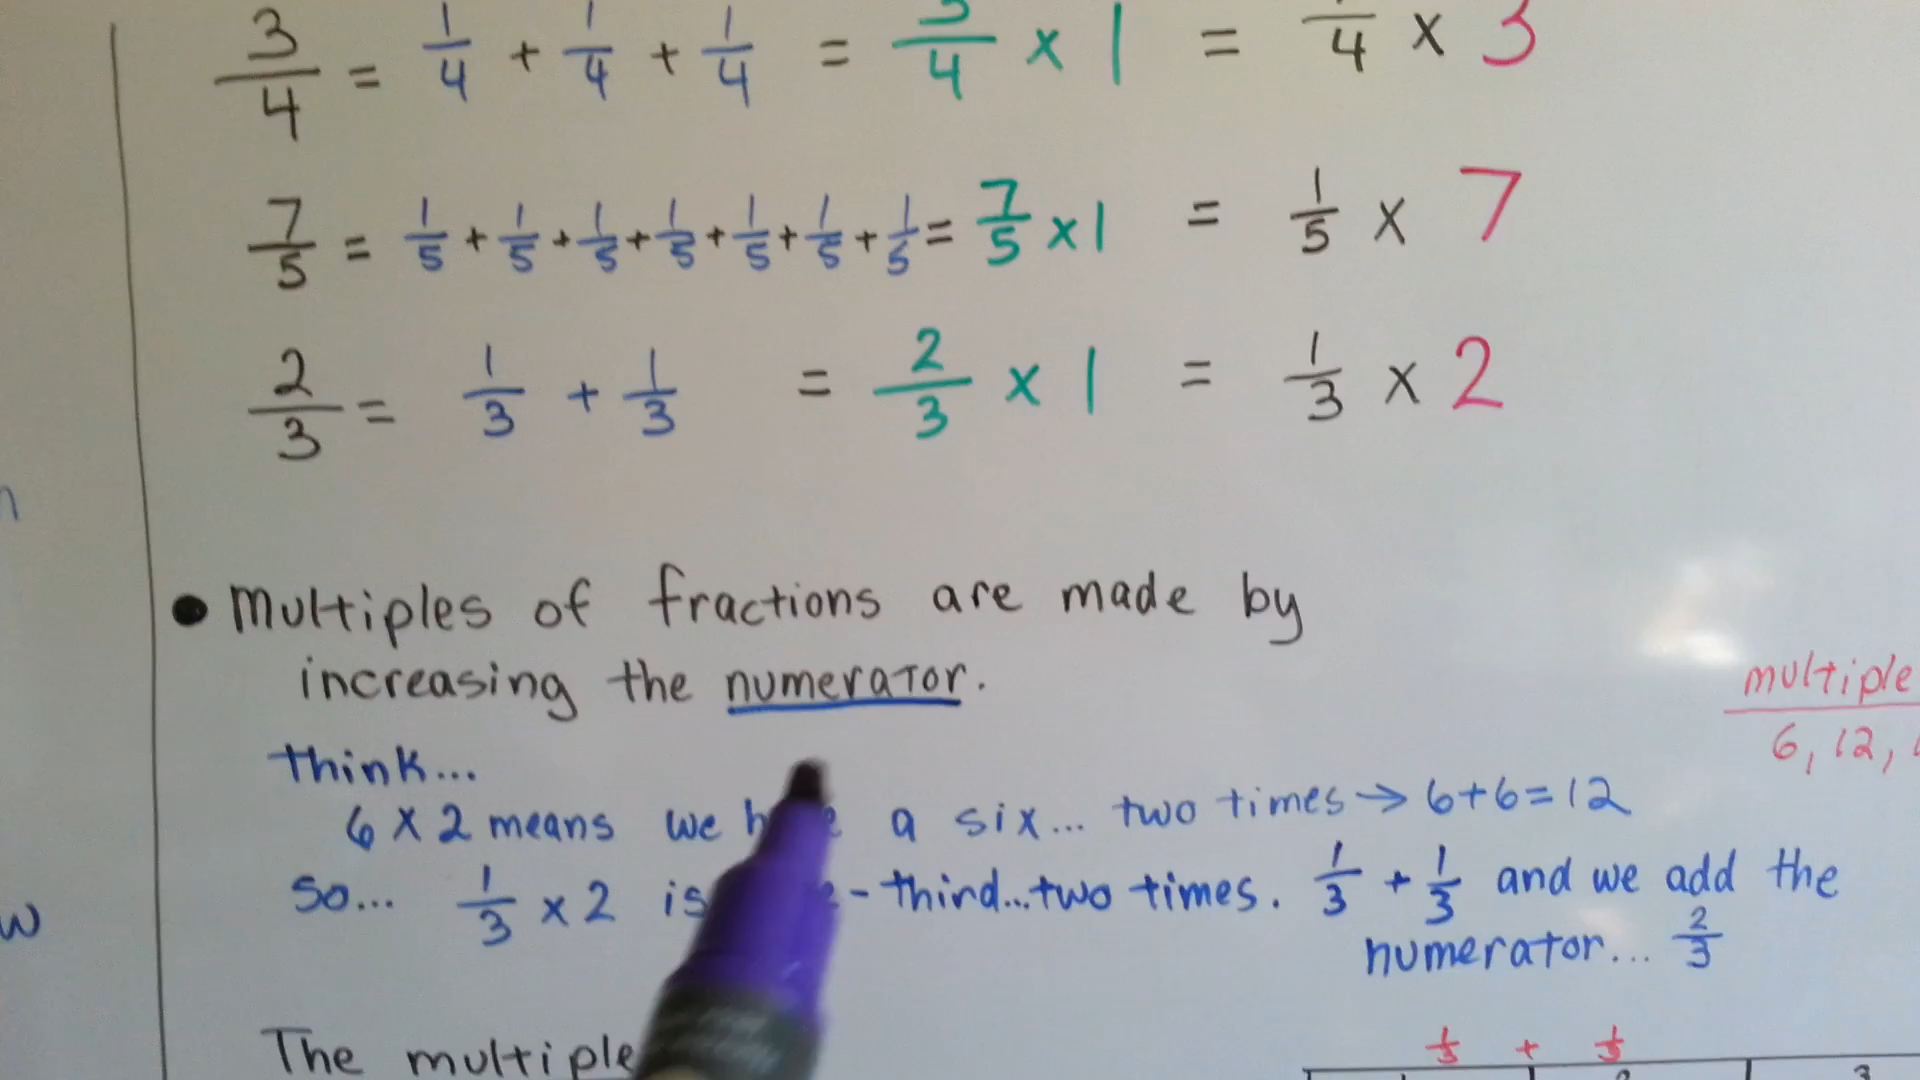 3/4 = 1/4 + 1/4 + 1/4 = 3/4 x 1 = 1/4 x 3
7/5 = 1/5 + 1/5 + 1/5 + 1/5 + 1/5 + 1/5 + 1/5 = 7/5 x 1 = 1/5 x 7
2/3 = 1/3 + 1/3 = 2/3 x 1 = 1/3 x 2
• Multiples of fractions are made by
increasing the numerator.
multiple
6, 12,
think...
6 x 2 means we a six... two times → 6+6=12
so... 1/3 x 2 is - third...two times. 1/3 + 1/3 and we add the
numerator... 2/3
The multiple
1/3 + 1/3